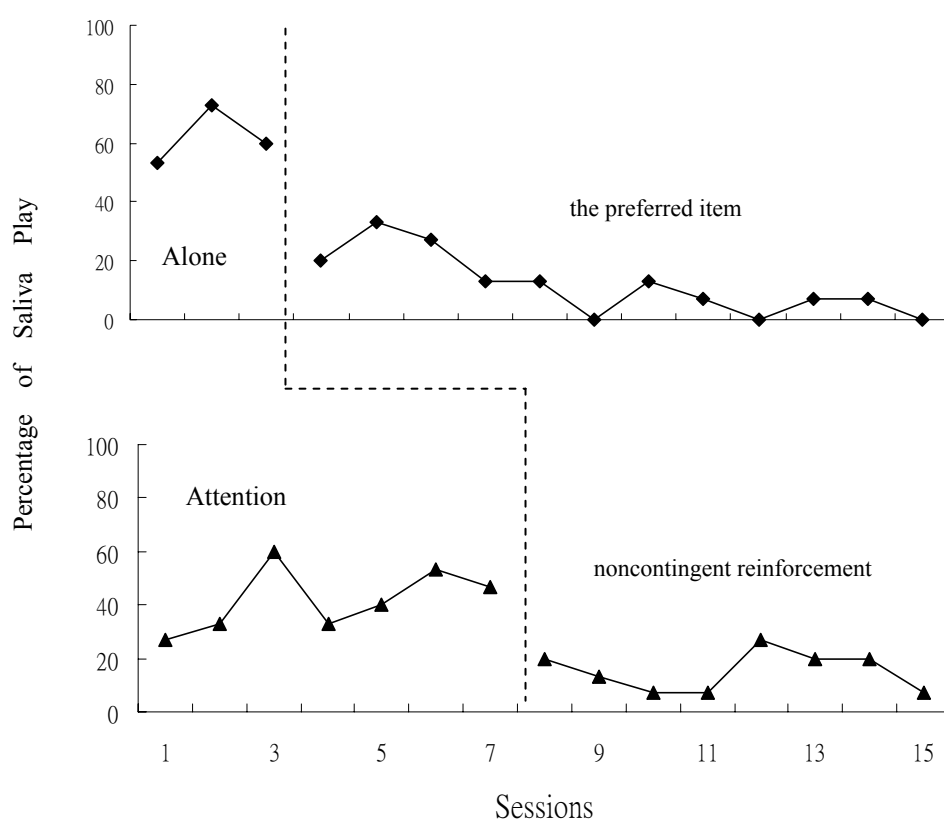 100
80
60
40
20
0
Alone
the preferred item
Percentage of Saliva Play
100
80
60
40
20
0
Attention
noncontingent reinforcement
1 3 5 7 9 11 13 15
Sessions